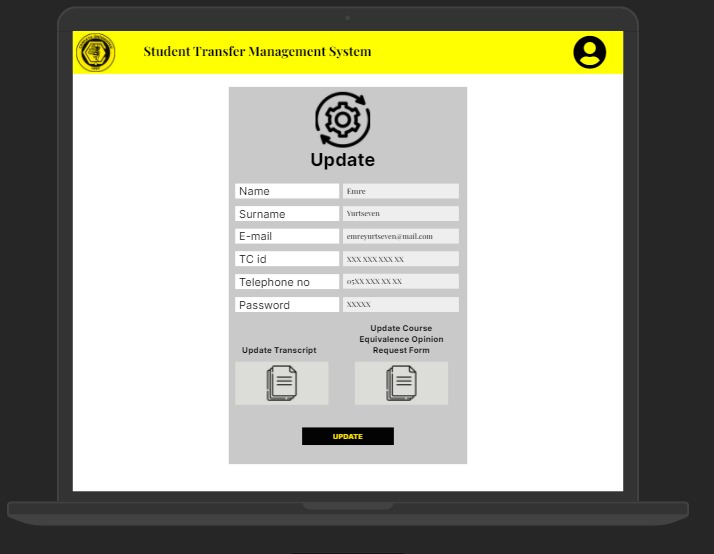 Student Transfer Management System
Update
Name Emre
Surname Yurtseven
E-mail emreyurtseven@mail.com
TC id XXX XXX XXX XX
Telephone no 05XX XXX XX XX
Password XXXXX
Update Transcript
Update Course
Equivalence Opinion
Request Form
UPDATE